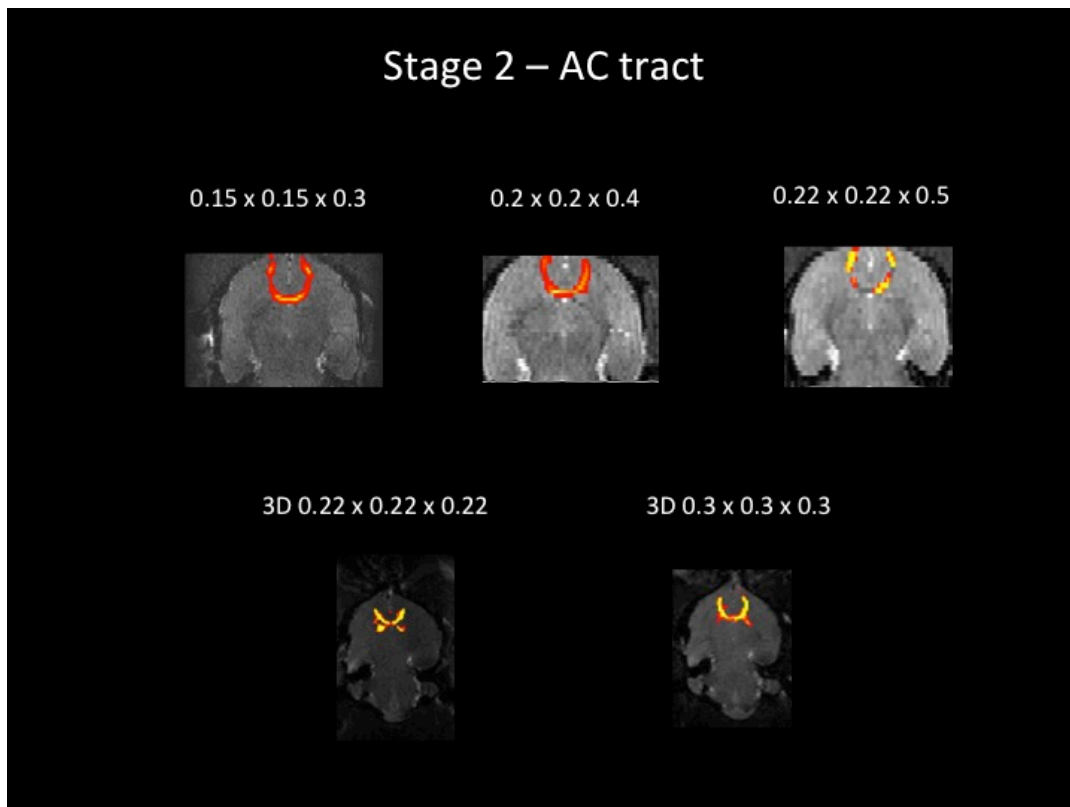 Stage 2 – AC tract
0.15 x 0.15 x 0.3
0.2 x 0.2 x 0.4
0.22 x 0.22 x 0.5
3D 0.22 x 0.22 x 0.22
3D 0.3 x 0.3 x 0.3